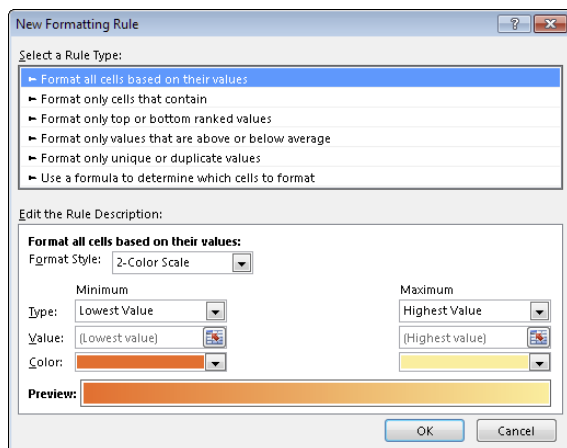 New Formatting Rule
Select a Rule Type:
► Format all cells based on their values
► Format only cells that contain
► Format only top or bottom ranked values
► Format only values that are above or below average
► Format only unique or duplicate values
► Use a formula to determine which cells to format
Edit the Rule Description:
Format all cells based on their values:
Format Style: 2-Color Scale
Minimum Maximum
Type: Lowest Value Highest Value
Value: (Lowest value) (Highest value)
Color:
Preview:
OK Cancel